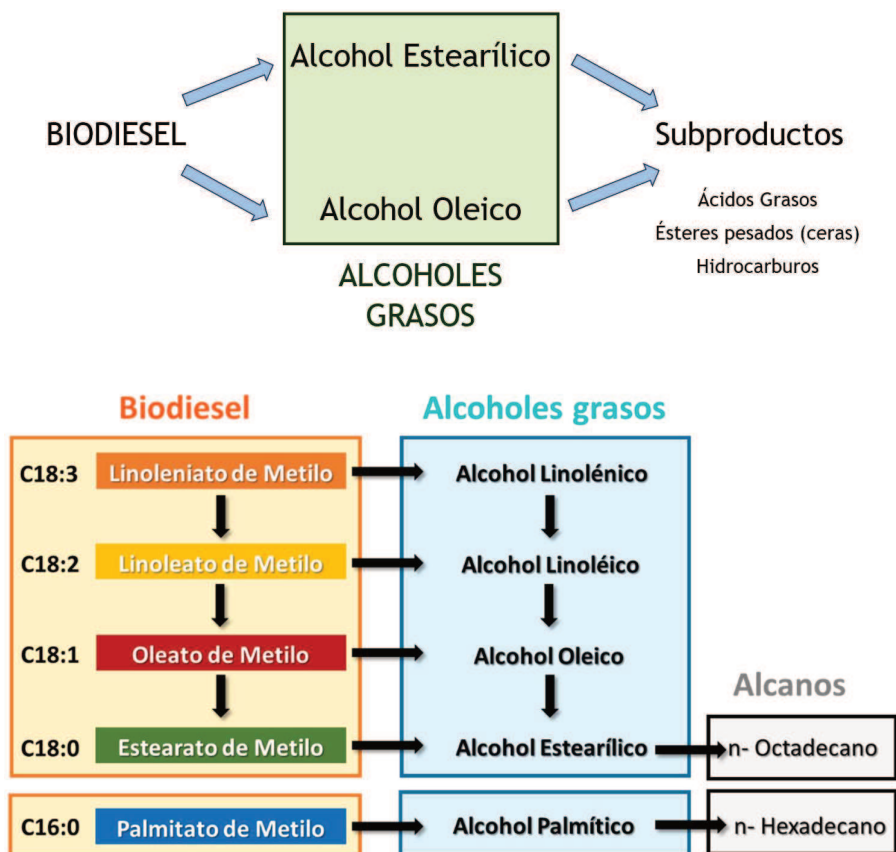 Alcohol Estearílico
BIODIESEL
Subproductos
Alcohol Oleico
Ácidos Grasos
Ésteres pesados (ceras)
Hidrocarburos
ALCOHOLES
GRASOS
Biodiesel
Alcoholes grasos
C18:3 Linoleniato de Metilo Alcohol Linolénico
C18:2 Linoleato de Metilo Alcohol Linoléico
C18:1 Oleato de Metilo Alcohol Oleico
Alcanos
C18:0 Estearato de Metilo Alcohol Estearílico n- Octadecano
C16:0 Palmitato de Metilo Alcohol Palmítico n- Hexadecano